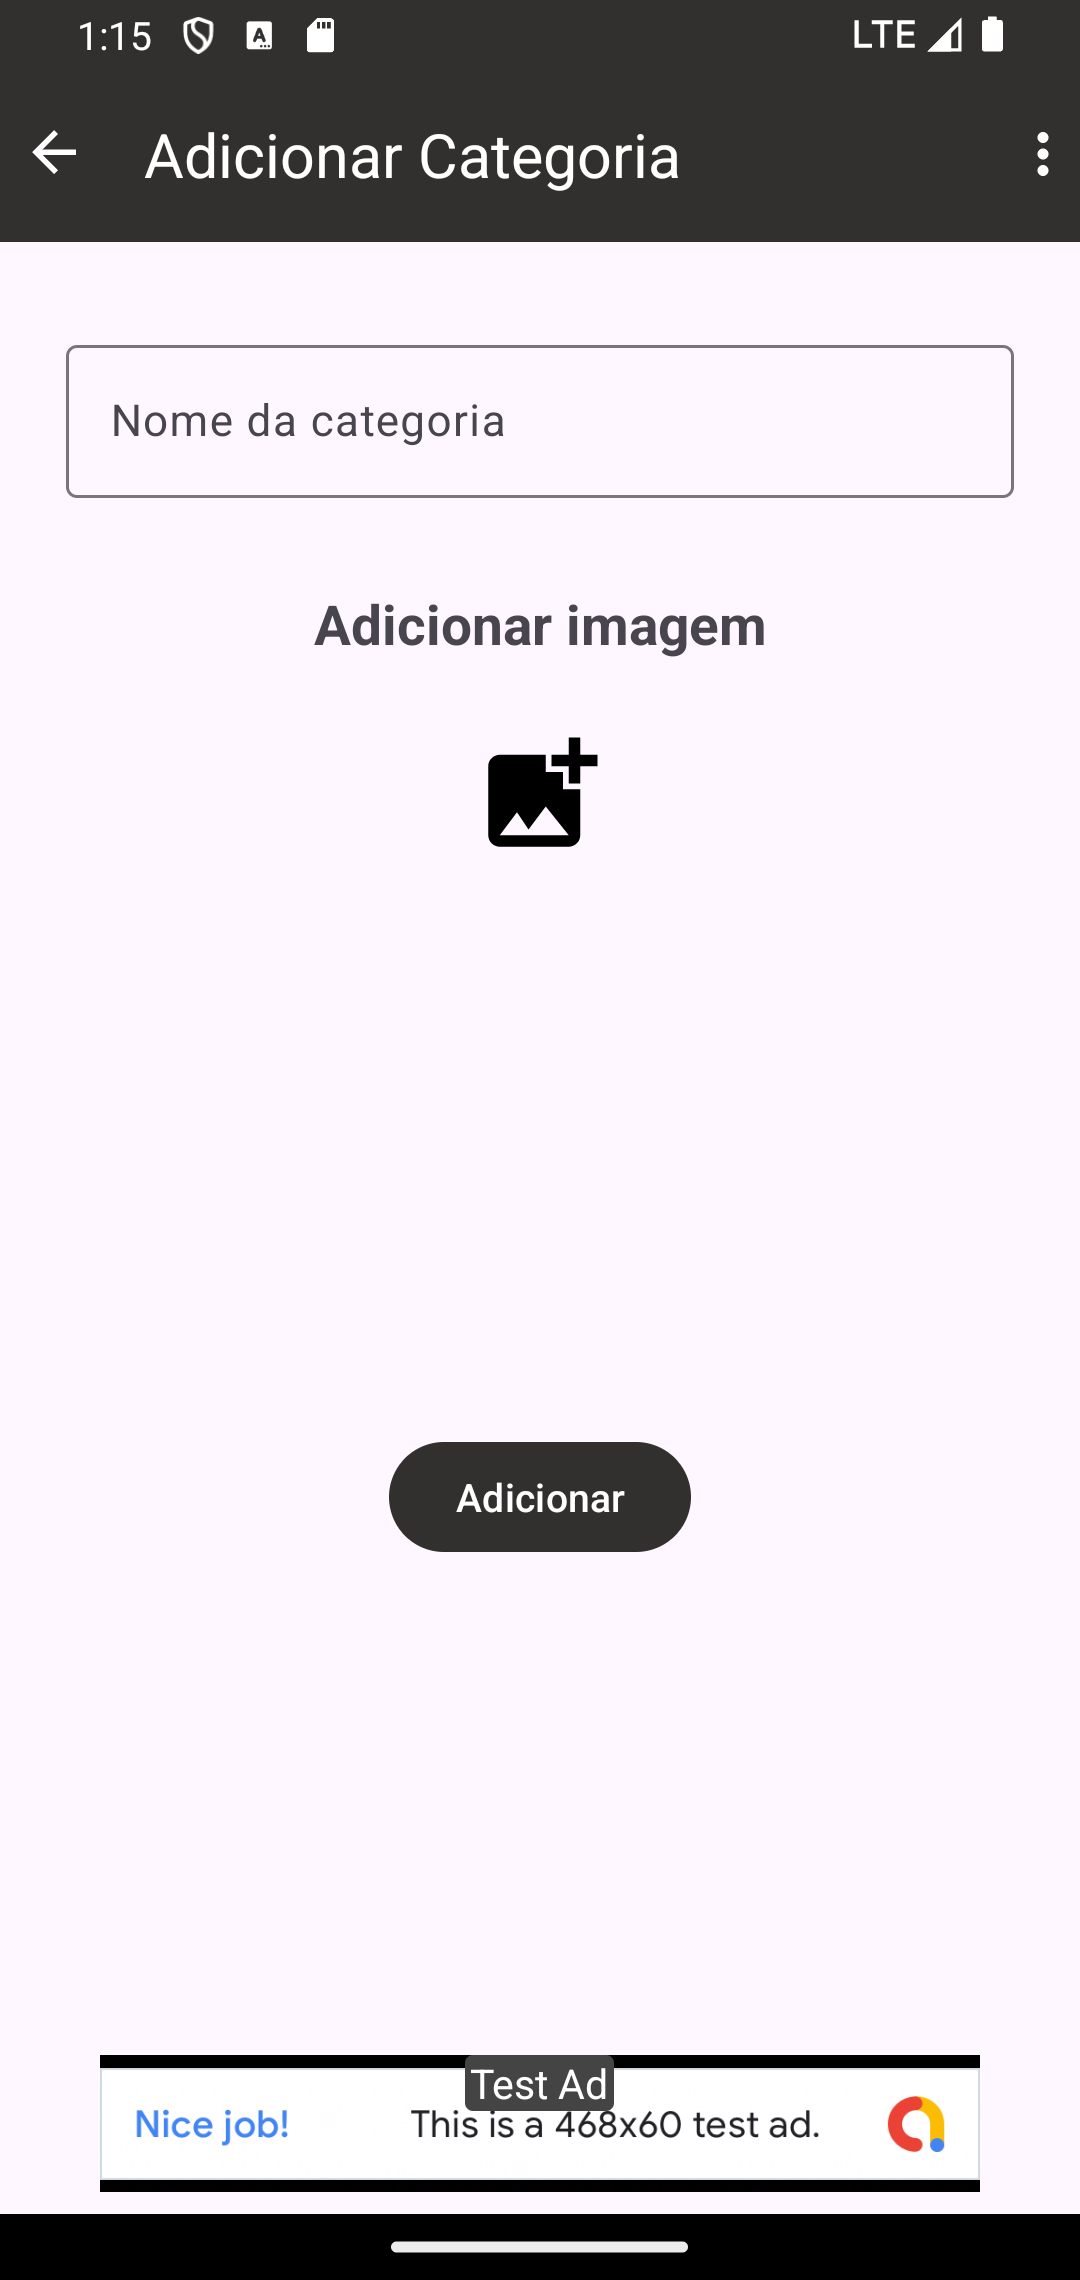 1:15
LTE
Adicionar Categoria
Nome da categoria
Adicionar imagem
Adicionar
Test Ad
Nice job!
This is a 468x60 test ad.